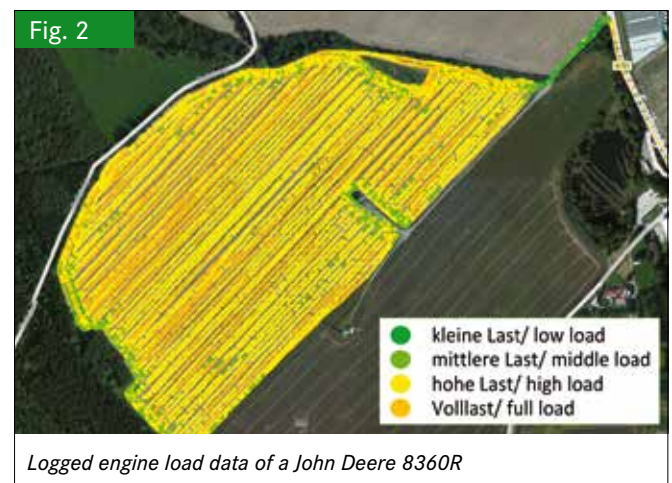 Fig. 2
kleine Last/ low load
mittlere Last/ middle load
hohe Last/ high load
Volllast/ full load
Logged engine load data of a John Deere 8360R